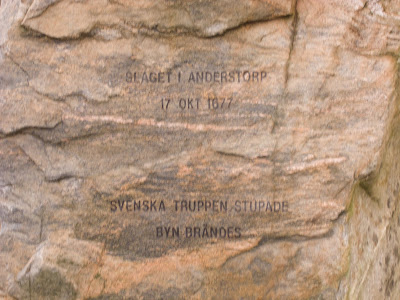 SLAGET I ANDERSTORP
17 OKT 1677
SVENSKA TRUPPEN STUPADE
BYN BRÄNDES